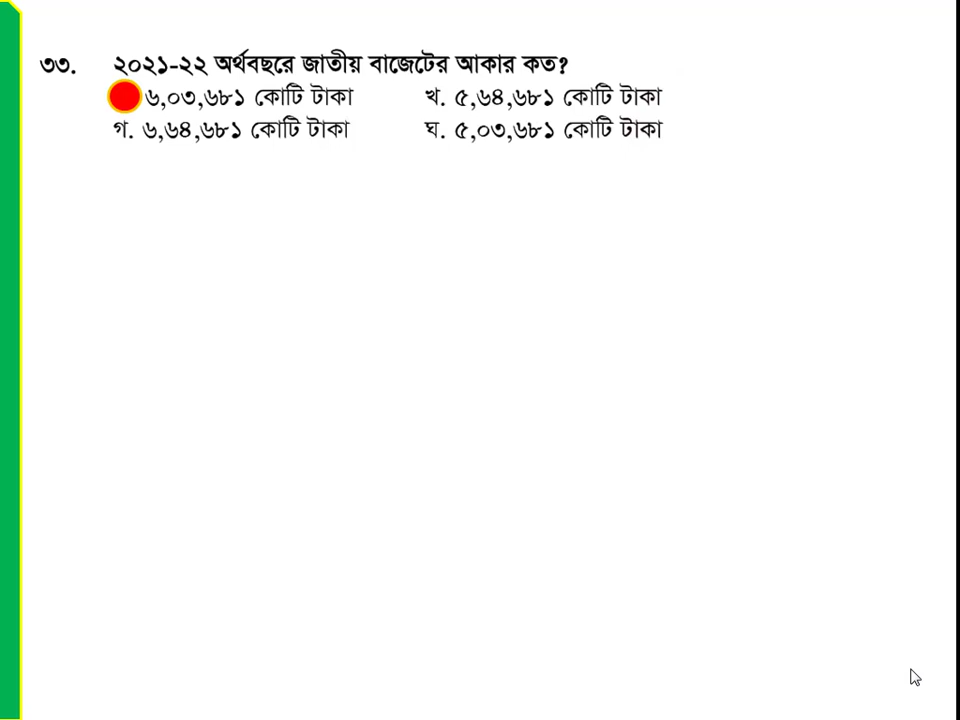 ৩৩. ২০২১-২২ অর্থবছরে জাতীয় বাজেটের আকার কত?
৬,০৩,৬৮১ কোটি টাকা খ. ৫,৬৪,৬৮১ কোটি টাকা
গ. ৬,৬৪,৬৮১ কোটি টাকা ঘ. ৫,০৩,৬৮১ কোটি টাকা